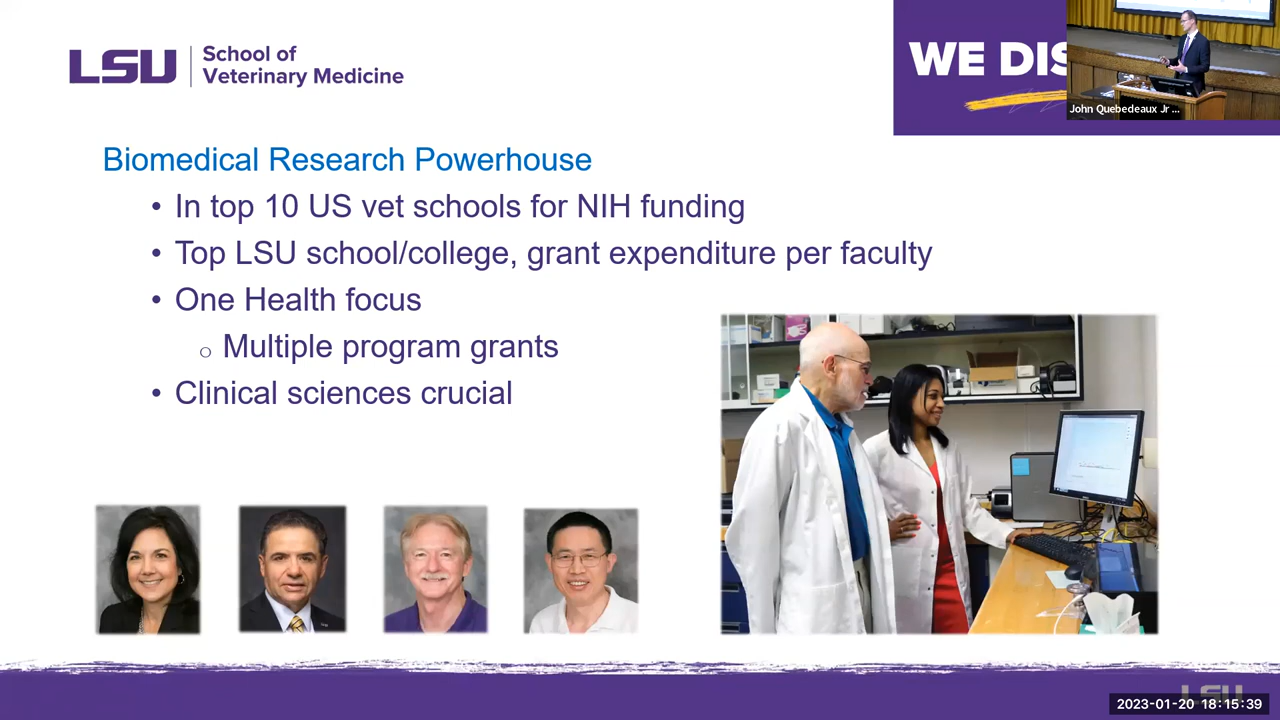 LSU
School of
Veterinary Medicine
WE DIS
John Quebedeaux Jr ...
Biomedical Research Powerhouse
• In top 10 US vet schools for NIH funding
• Top LSU school/college, grant expenditure per faculty
• One Health focus
○ Multiple program grants
• Clinical sciences crucial
LSU
2023-01-20 18:15:39